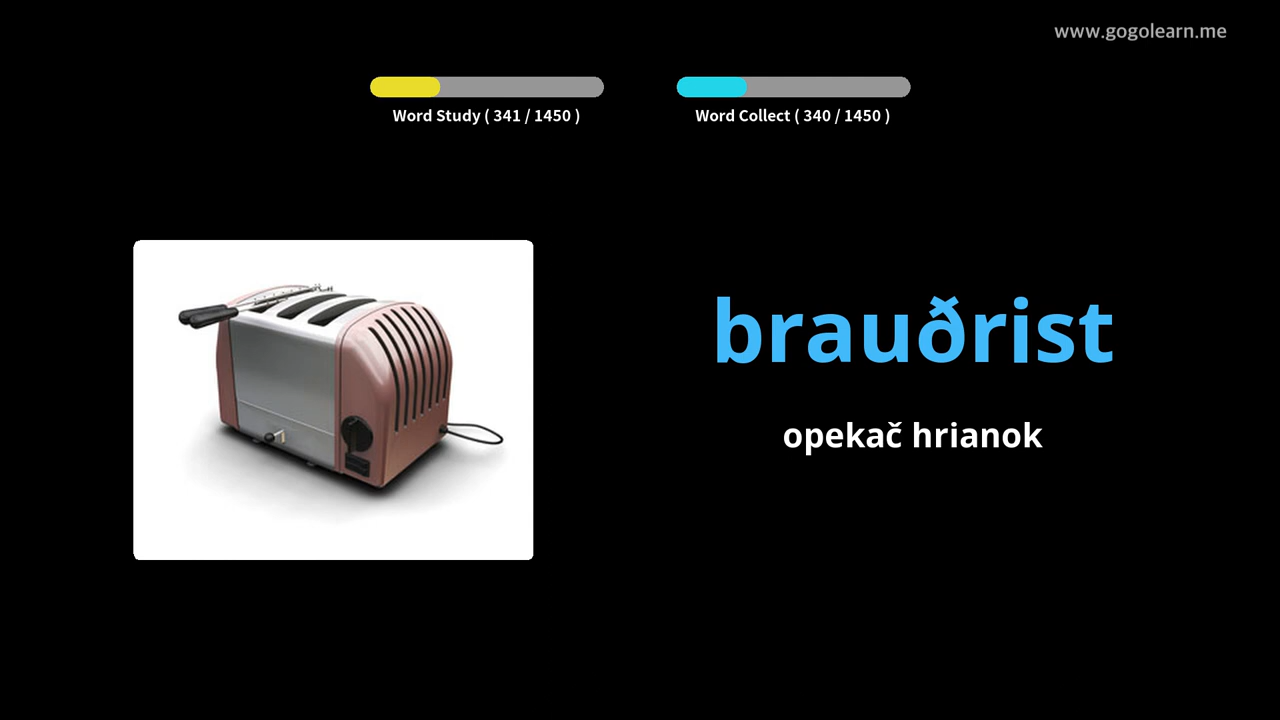 www.gogolearn.me
Word Study ( 341 / 1450 )
Word Collect ( 340 / 1450 )
brauðrist
opekač hrianok